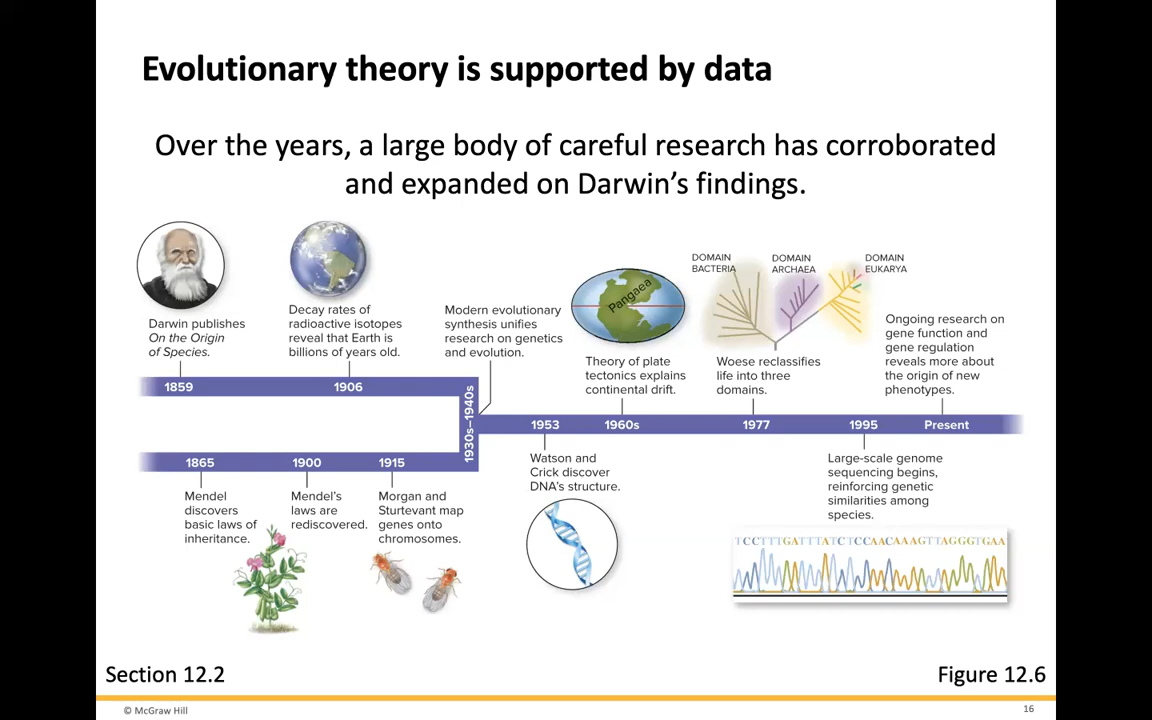 Evolutionary theory is supported by data
Over the years, a large body of careful research has corroborated
and expanded on Darwin’s findings.
Darwin publishes
On the Origin
of Species.
Decay rates of
radioactive isotopes
reveal that Earth is
billions of years old.
Modern evolutionary
synthesis unifies
research on genetics
and evolution.
Pangaea
Theory of plate
tectonics explains
continental drift.
DOMAIN
BACTERIA
DOMAIN
ARCHAEA
DOMAIN
EUKARYA
Woese reclassifies
life into three
domains.
Ongoing research on
gene function and
gene regulation
reveals more about
the origin of new
phenotypes.
1859
1906
1930s–1940s
1953
1960s
1977
1995
Present
1865
1900
1915
Mendel
discovers
basic laws of
inheritance.
Mendel’s
laws are
rediscovered.
Morgan and
Sturtevant map
genes onto
chromosomes.
Watson and
Crick discover
DNA’s structure.
Large-scale genome
sequencing begins,
reinforcing genetic
similarities among
species.
TCCTTTGATTTATCTCCAACAAAGTTAGGGTGAA
Section 12.2
Figure 12.6
© McGraw Hill
16